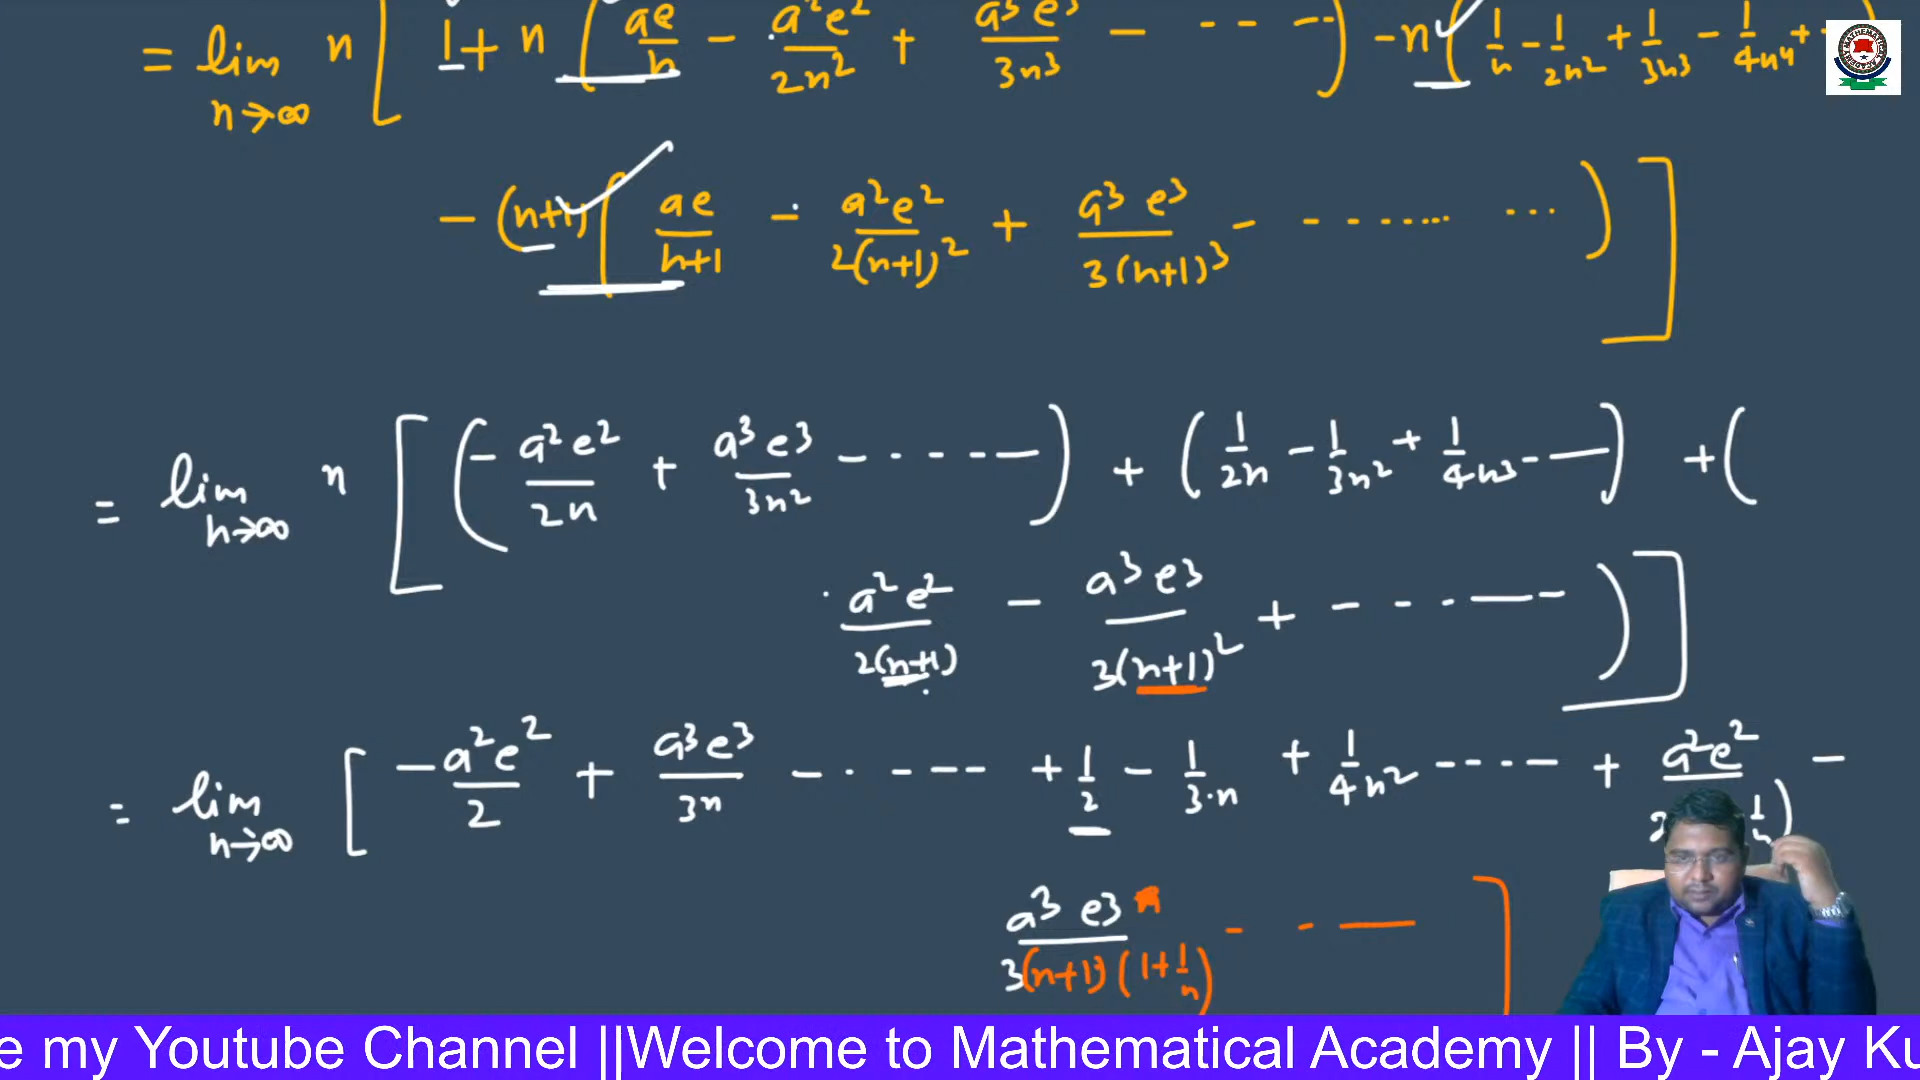 = lim n→∞ n [ 1 + n ( ae/n − a²e²/2n² + a³e³/3n³ − - - - - ) − n ( 1/n − 1/2n² + 1/3n³ − 1/4n⁴ +
− (n+1) ( ae/n+1 − a²e²/2(n+1)² + a³e³/3(n+1)³ − - - - - - ...... ... ) ]
= lim n→∞ n [ ( − a²e²/2n + a³e³/3n² − - - - - — ) + ( 1/2n − 1/3n² + 1/4n³ - - — ) + (
a²e²/2(n+1) − a³e³/3(n+1)² + - - - — - ) ]
= lim n→∞ [ −a²e²/2 + a³e³/3n − - - - - + 1/2 − 1/3·n + 1/4n² - - - - — + a²e² −
a³e³/3(n+1)(1+1/n) - - — ]
e my Youtube Channel ||Welcome to Mathematical Academy || By - Ajay Ku